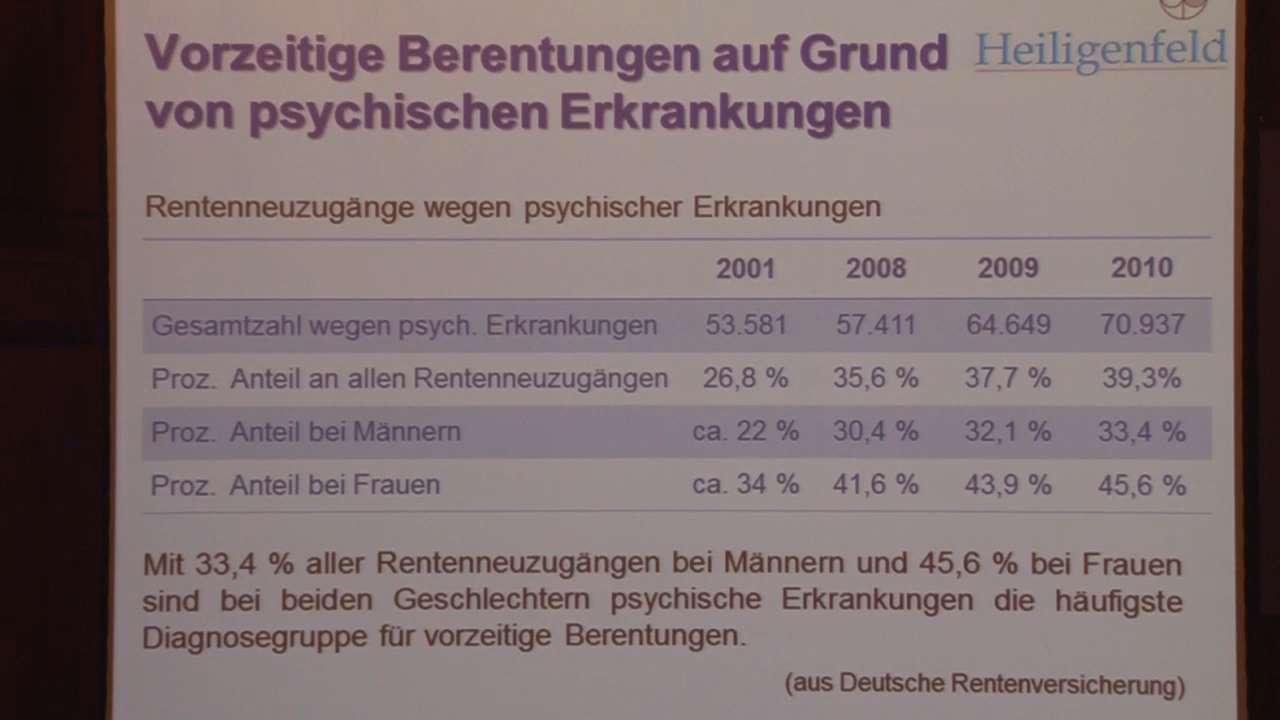 Vorzeitige Berentungen auf Grund
von psychischen Erkrankungen
Heiligenfeld
Rentenneuzugänge wegen psychischer Erkrankungen
2001 2008 2009 2010
Gesamtzahl wegen psych. Erkrankungen 53.581 57.411 64.649 70.937
Proz. Anteil an allen Rentenneuzugängen 26,8 % 35,6 % 37,7 % 39,3%
Proz. Anteil bei Männern ca. 22 % 30,4 % 32,1 % 33,4 %
Proz. Anteil bei Frauen ca. 34 % 41,6 % 43,9 % 45,6 %
Mit 33,4 % aller Rentenneuzugängen bei Männern und 45,6 % bei Frauen
sind bei beiden Geschlechtern psychische Erkrankungen die häufigste
Diagnosegruppe für vorzeitige Berentungen.
(aus Deutsche Rentenversicherung)